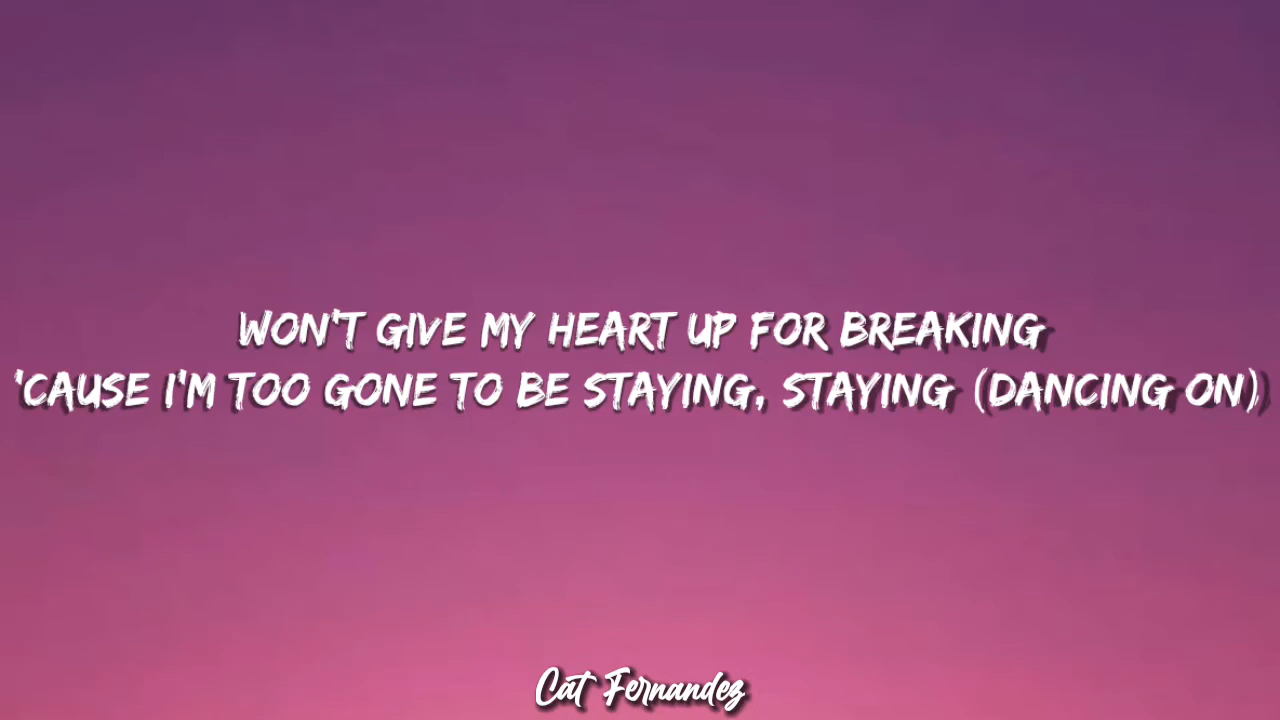 WON'T GIVE MY HEART UP FOR BREAKING
'CAUSE I'M TOO GONE TO BE STAYING, STAYING (DANCING ON)
Cat Fernandez